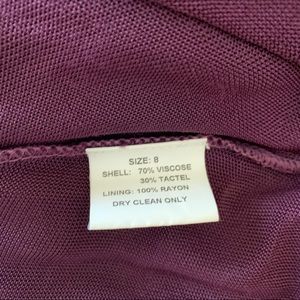 SIZE: 8
SHELL: 70% VISCOSE
30% TACTEL
LINING: 100% RAYON
DRY CLEAN ONLY